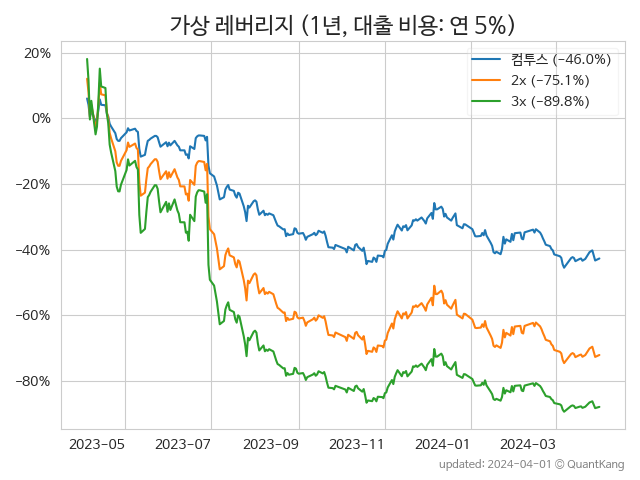 가상 레버리지 (1년, 대출 비용: 연 5%)
컴투스 (−46.0%)
2x (−75.1%)
3x (−89.8%)
20%
0%
−20%
−40%
−60%
−80%
2023−05 2023−07 2023−09 2023−11 2024−01 2024−03
updated: 2024−04−01 © QuantKang